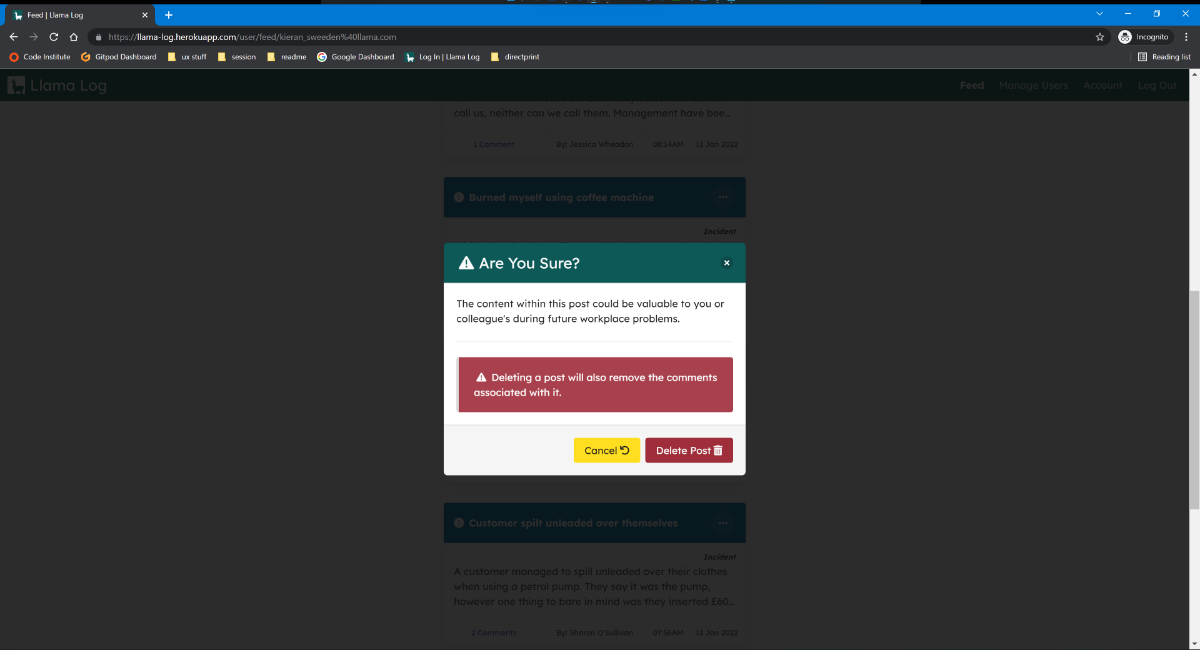 Feed | Llama Log
https://llama-log.herokuapp.com/user/feed/kieran_sweeden%40llama.com
Incognito
Code Institute
Gitpod Dashboard
ux stuff
session
readme
Google Dashboard
Log In | Llama Log
directprint
Reading list
Llama Log
Feed
Manage Users
Account
Log Out
call us, neither can we call them. Management have bee...
1 Comment
By: Jessica Wheadon
08:14AM
11 Jan 2022
Burned myself using coffee machine
Incident
Are You Sure?
The content within this post could be valuable to you or
colleague's during future workplace problems.
Deleting a post will also remove the comments
associated with it.
Cancel
Delete Post
Customer spilt unleaded over themselves
Incident
A customer managed to spill unleaded over their clothes
when using a petrol pump. They say it was the pump,
however one thing to bare in mind was they inserted £60...
2 Comments
By: Sharon O'Sullivan
07:56AM
11 Jan 2022